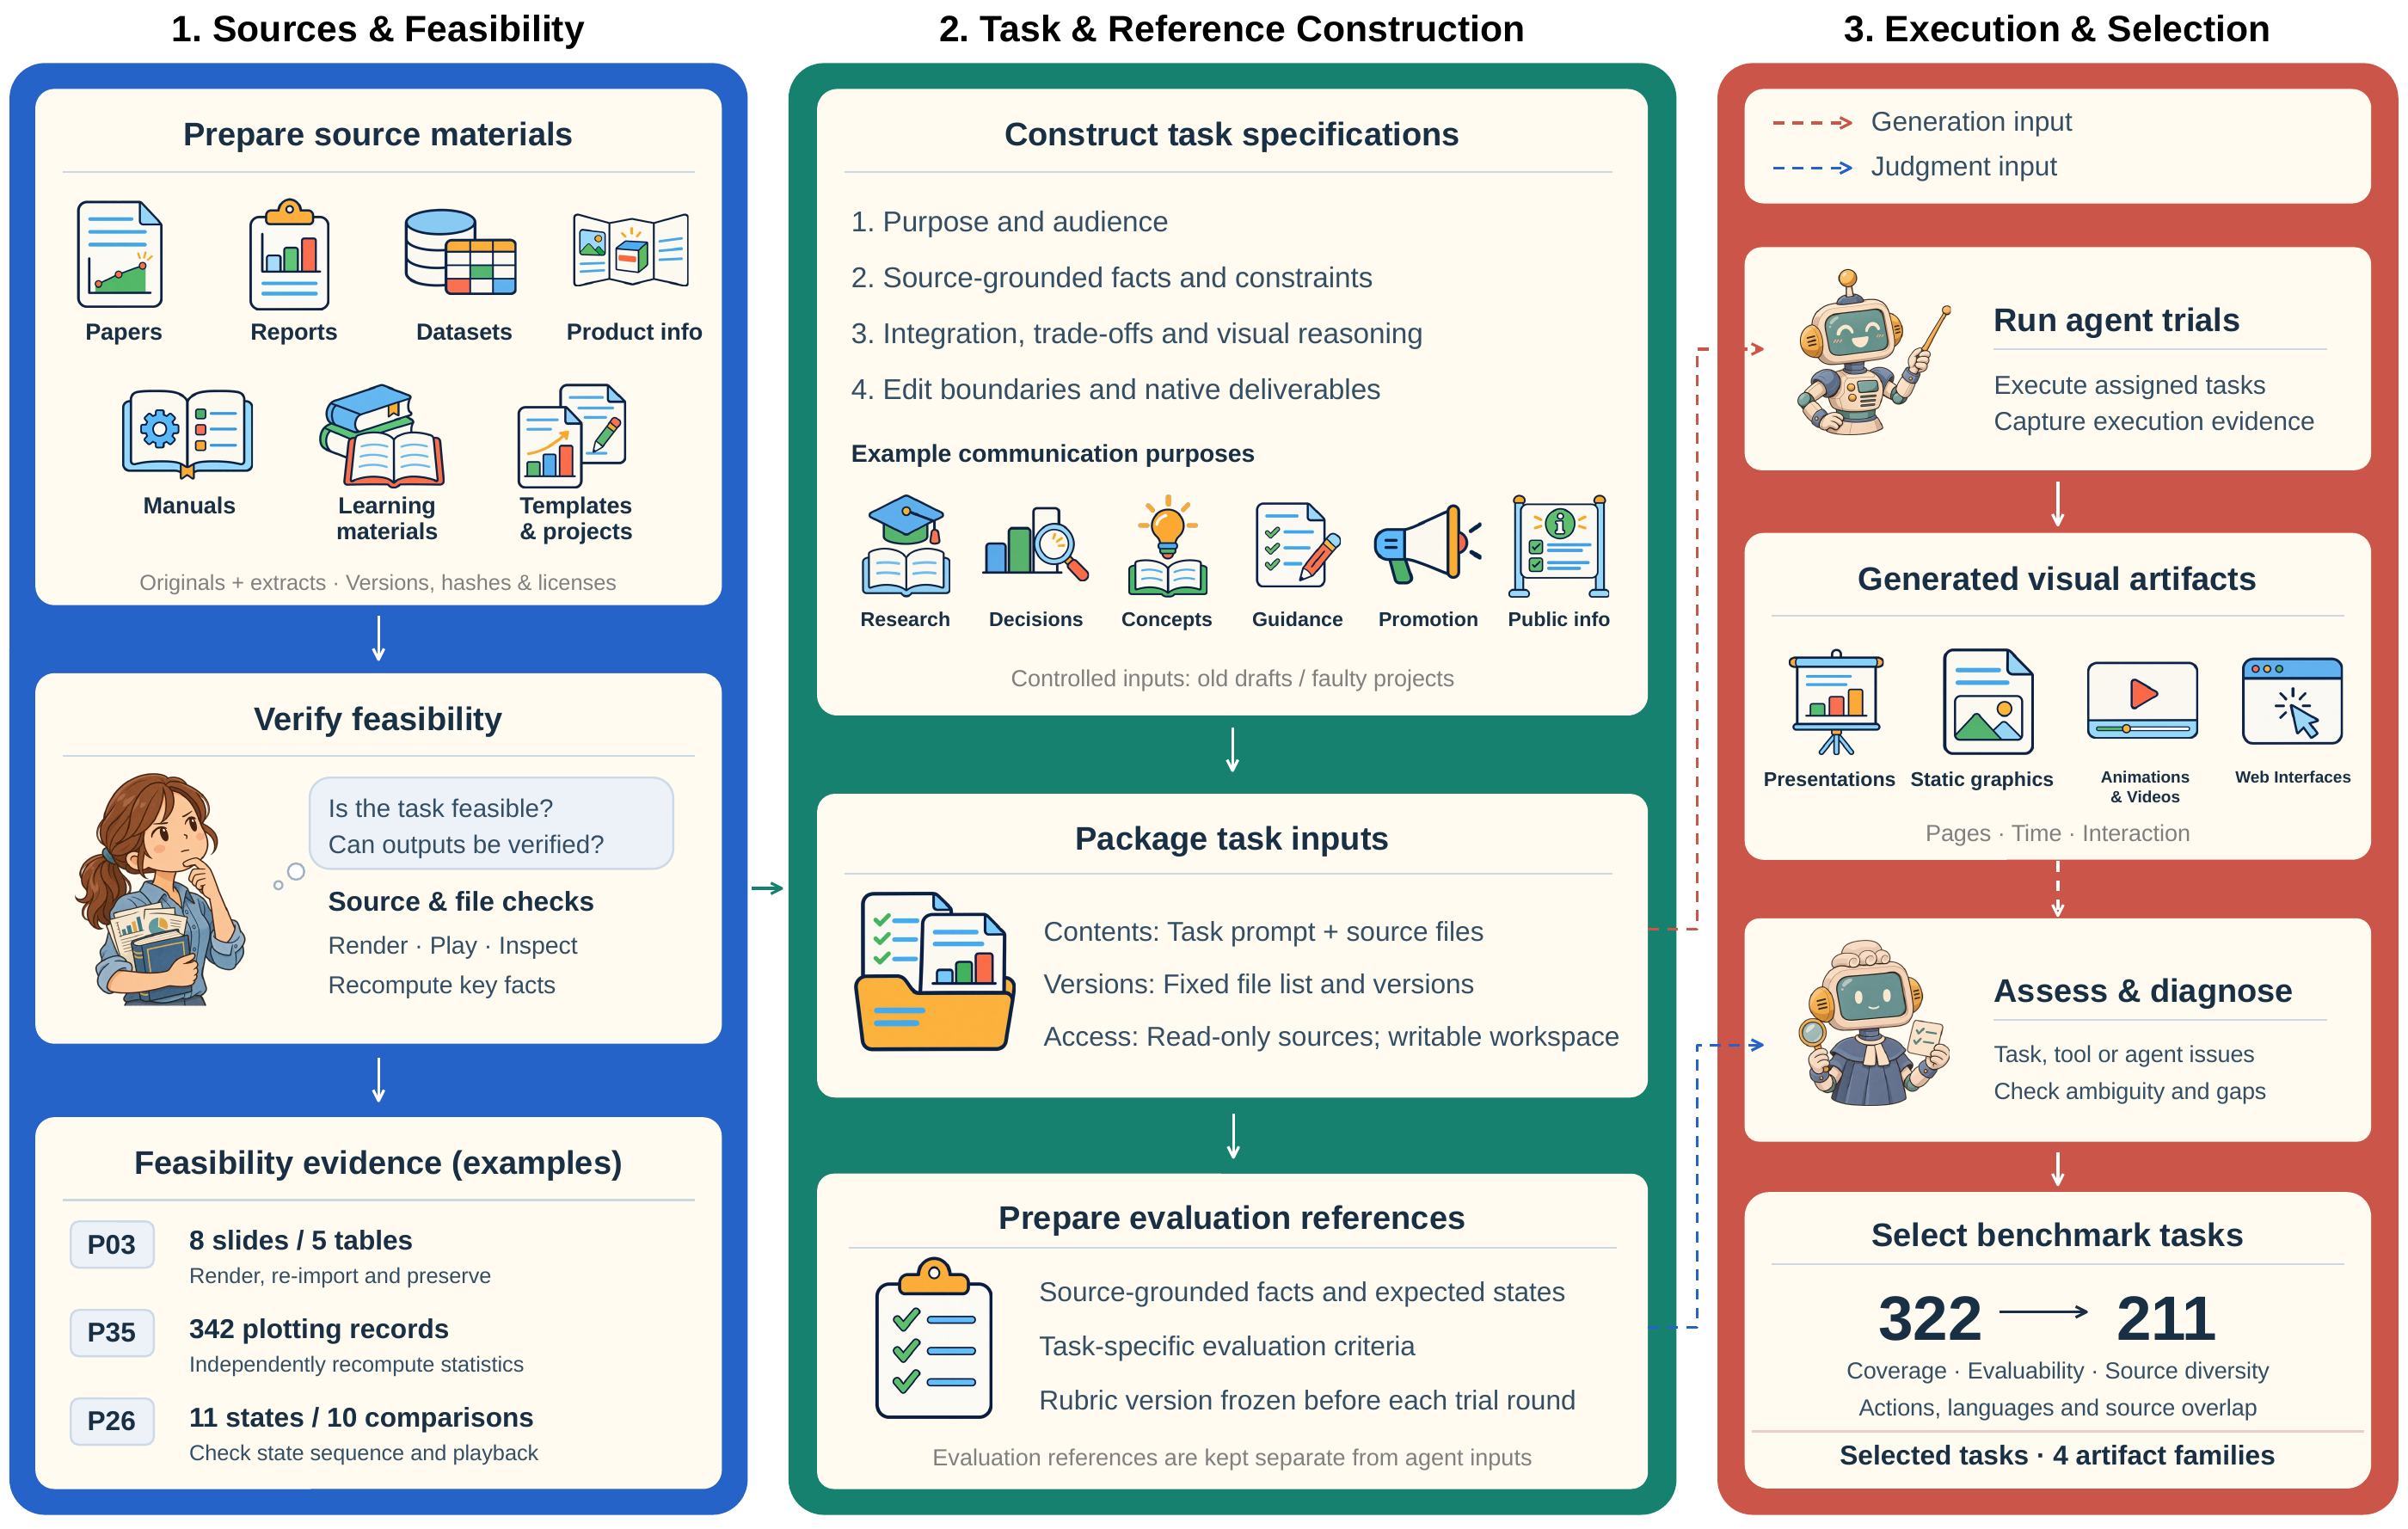 1. Sources & Feasibility
Prepare source materials
Papers
Reports
Datasets
Product info
Manuals
Learning
materials
Templates
& projects
Originals + extracts · Versions, hashes & licenses
Verify feasibility
Is the task feasible?
Can outputs be verified?
Source & file checks
Render · Play · Inspect
Recompute key facts
Feasibility evidence (examples)
P03
8 slides / 5 tables
Render, re-import and preserve
P35
342 plotting records
Independently recompute statistics
P26
11 states / 10 comparisons
Check state sequence and playback
2. Task & Reference Construction
Construct task specifications
1. Purpose and audience
2. Source-grounded facts and constraints
3. Integration, trade-offs and visual reasoning
4. Edit boundaries and native deliverables
Example communication purposes
Research
Decisions
Concepts
Guidance
Promotion
Public info
Controlled inputs: old drafts / faulty projects
Package task inputs
Contents: Task prompt + source files
Versions: Fixed file list and versions
Access: Read-only sources; writable workspace
Prepare evaluation references
Source-grounded facts and expected states
Task-specific evaluation criteria
Rubric version frozen before each trial round
Evaluation references are kept separate from agent inputs
3. Execution & Selection
Generation input
Judgment input
Run agent trials
Execute assigned tasks
Capture execution evidence
Generated visual artifacts
Presentations
Static graphics
Animations
& Videos
Web Interfaces
Pages · Time · Interaction
Assess & diagnose
Task, tool or agent issues
Check ambiguity and gaps
Select benchmark tasks
322 → 211
Coverage · Evaluability · Source diversity
Actions, languages and source overlap
Selected tasks · 4 artifact families